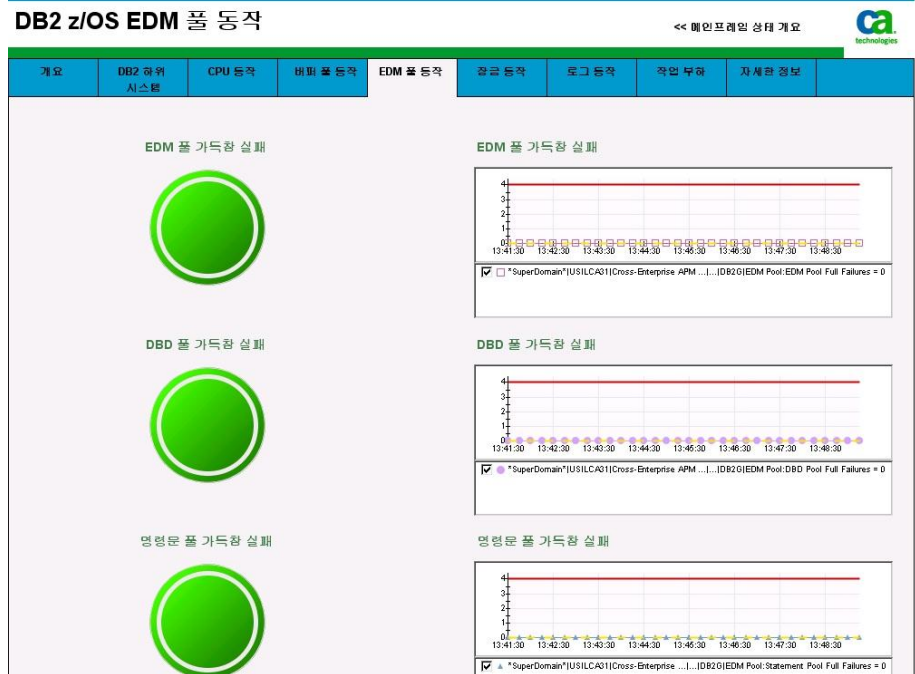 DB2 z/OS EDM 풀 동작
<< 메인프레임 상태 개요
ca
technologies
개요
DB2 하위
시스템
CPU 동작
버퍼 풀 동작
EDM 풀 동작
잠금 동작
로그 동작
작업 부하
자세한 정보
EDM 풀 가득참 실패
EDM 풀 가득참 실패
4
3
2
1
0
13:41:30 13:42:30 13:43:30 13:44:30 13:45:30 13:46:30 13:47:30 13:48:30
*SuperDomain*|USILCA31|Cross-Enterprise APM ...|...|DB2G|EDM Pool:EDM Pool Full Failures = 0
DBD 풀 가득참 실패
DBD 풀 가득참 실패
4
3
2
1
0
13:41:30 13:42:30 13:43:30 13:44:30 13:45:30 13:46:30 13:47:30 13:48:30
*SuperDomain*|USILCA31|Cross-Enterprise APM ...|...|DB2G|EDM Pool:DBD Pool Full Failures = 0
명령문 풀 가득참 실패
명령문 풀 가득참 실패
4
3
2
1
0
13:41:30 13:42:30 13:43:30 13:44:30 13:45:30 13:46:30 13:47:30 13:48:30
*SuperDomain*|USILCA31|Cross-Enterprise ...|...|DB2G|EDM Pool:Statement Pool Full Failures = 0